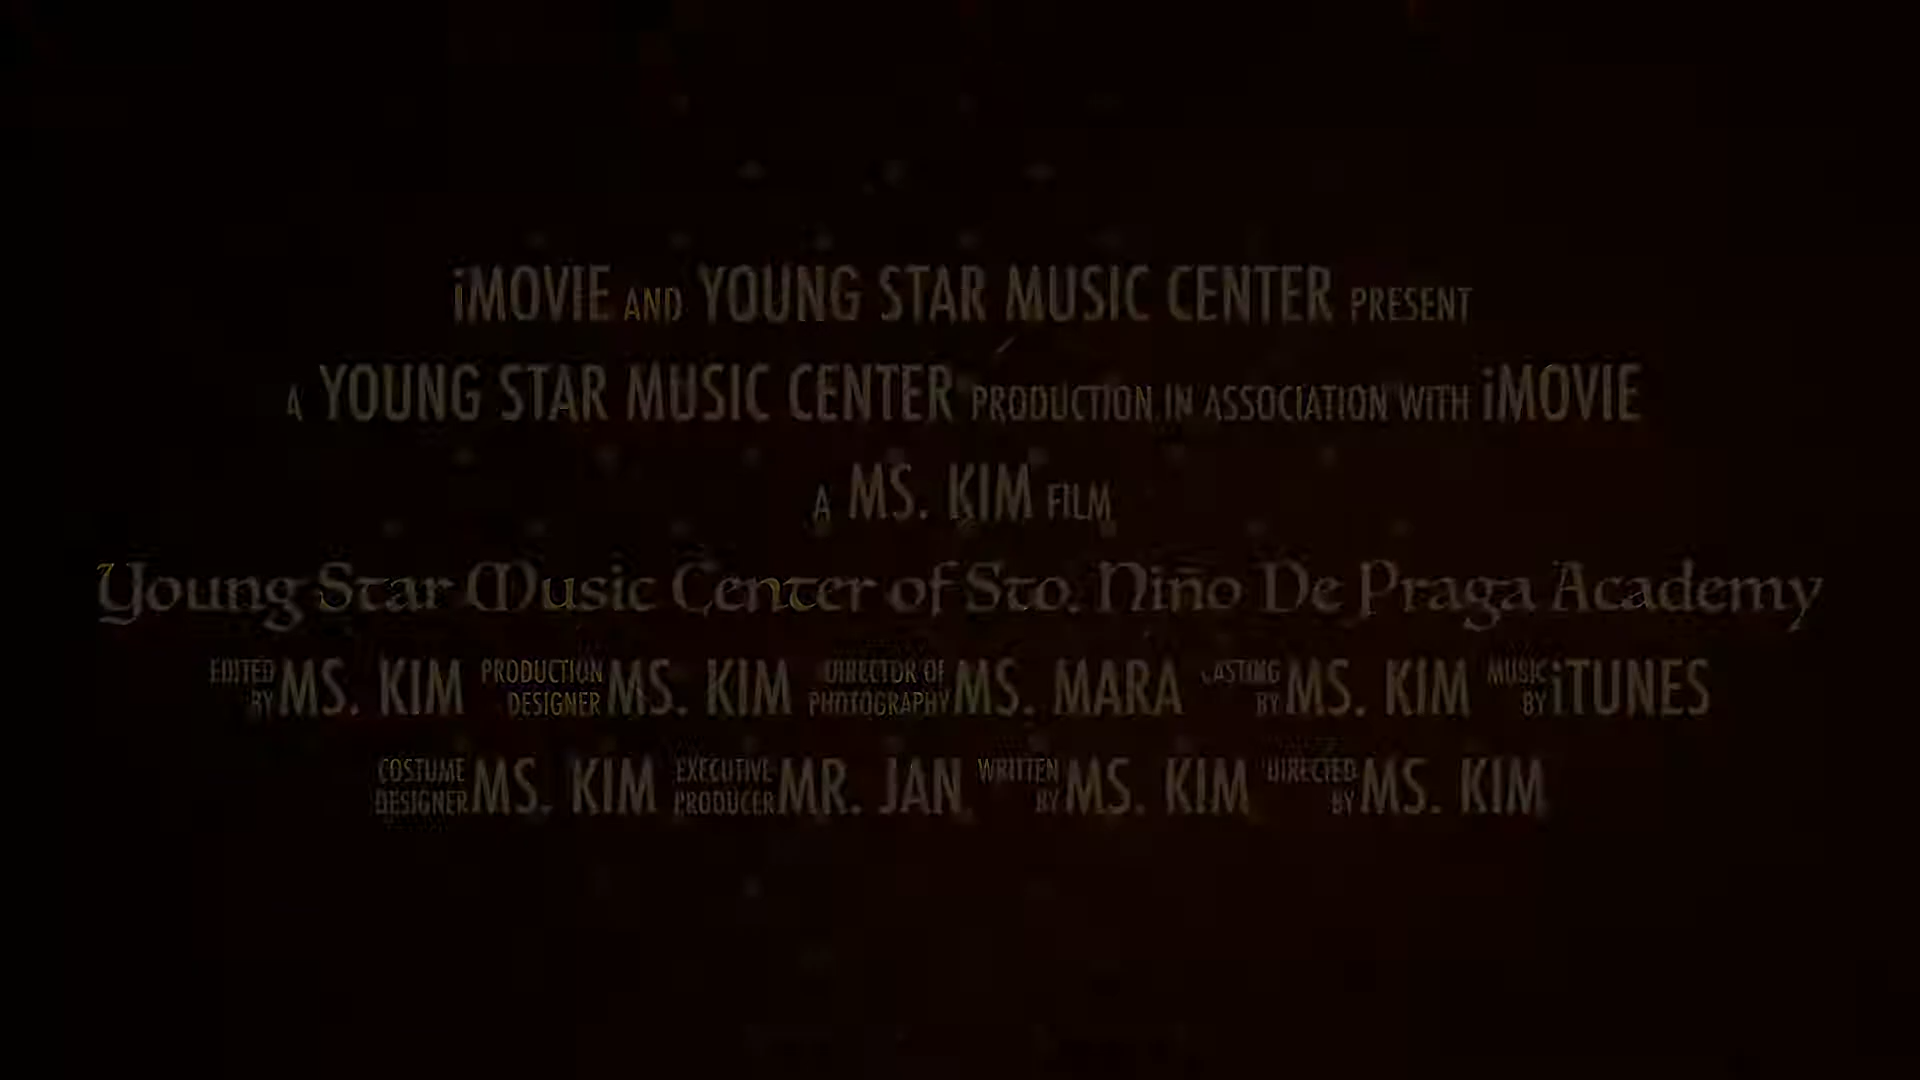 iMOVIE AND YOUNG STAR MUSIC CENTER PRESENT
A YOUNG STAR MUSIC CENTER PRODUCTION IN ASSOCIATION WITH iMOVIE
A MS. KIM FILM
Young Star Music Center of Sto. Niño De Praga Academy
EDITED BY MS. KIM PRODUCTION DESIGNER MS. KIM DIRECTOR OF PHOTOGRAPHY MS. MARA CASTING BY MS. KIM MUSIC BY iTUNES
COSTUME DESIGNER MS. KIM EXECUTIVE PRODUCER MR. JAN WRITTEN BY MS. KIM DIRECTED BY MS. KIM